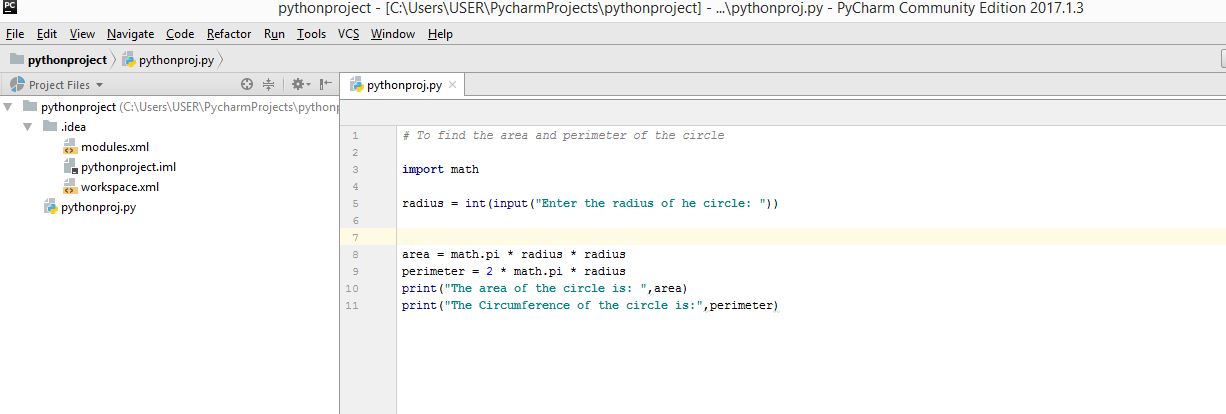 PC
pythonproject - [C:\Users\USER\PycharmProjects\pythonproject] - ...\pythonproj.py - PyCharm Community Edition 2017.1.3
File Edit View Navigate Code Refactor Run Tools VCS Window Help
pythonproject pythonproj.py
Project Files
pythonproj.py
pythonproject (C:\Users\USER\PycharmProjects\pythonp
.idea
modules.xml
pythonproject.iml
workspace.xml
pythonproj.py
1 # To find the area and perimeter of the circle
2
3 import math
4
5 radius = int(input("Enter the radius of he circle: "))
6
7
8 area = math.pi * radius * radius
9 perimeter = 2 * math.pi * radius
10 print("The area of the circle is: ",area)
11 print("The Circumference of the circle is:",perimeter)